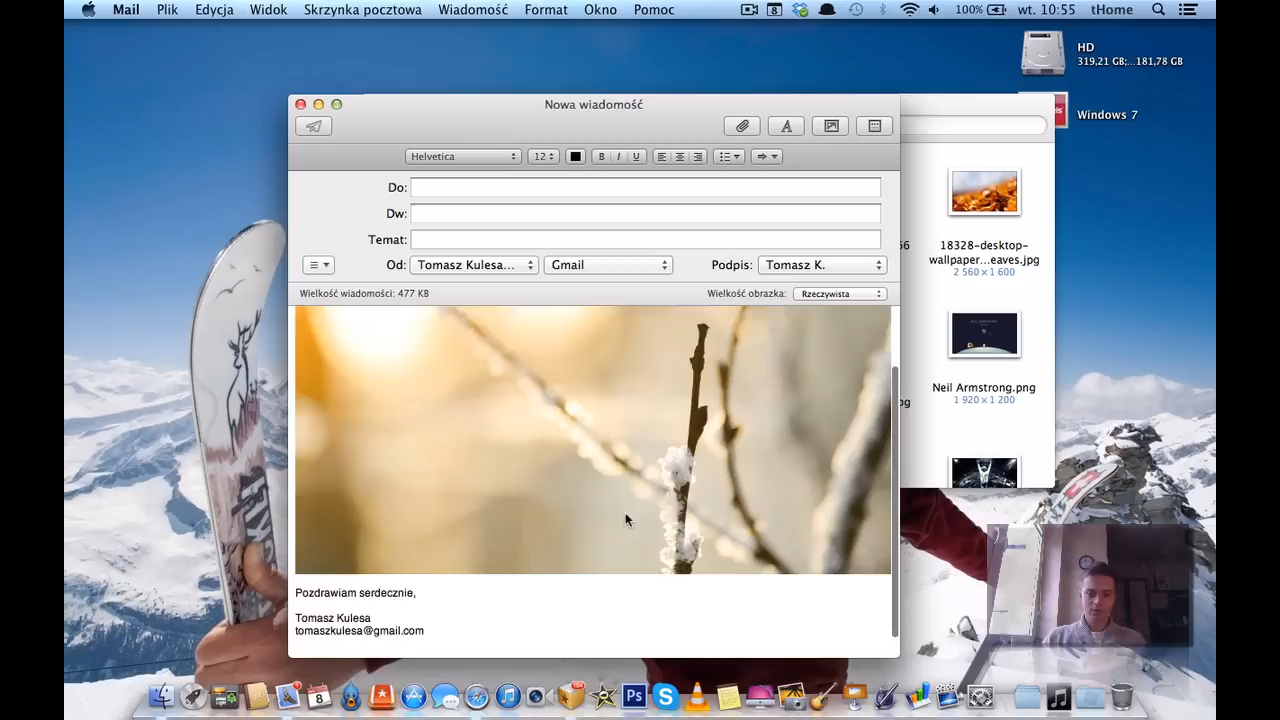 Mail Plik Edycja Widok Skrzynka pocztowa Wiadomość Format Okno Pomoc 8 100% wt. 10:55 tHome
HD
319,21 GB;...181,78 GB
Windows 7
Nowa wiadomość
Helvetica 12 B I U
Do:
Dw:
Temat:
Od: Tomasz Kulesa... Gmail Podpis: Tomasz K.
Wielkość wiadomości: 477 KB Wielkość obrazka: Rzeczywista
18328-desktop-
wallpaper...eaves.jpg
2 560 × 1 600
Neil Armstrong.png
1 920 × 1 200
Pozdrawiam serdecznie,
Tomasz Kulesa
tomaszkulesa@gmail.com
8 Ps S